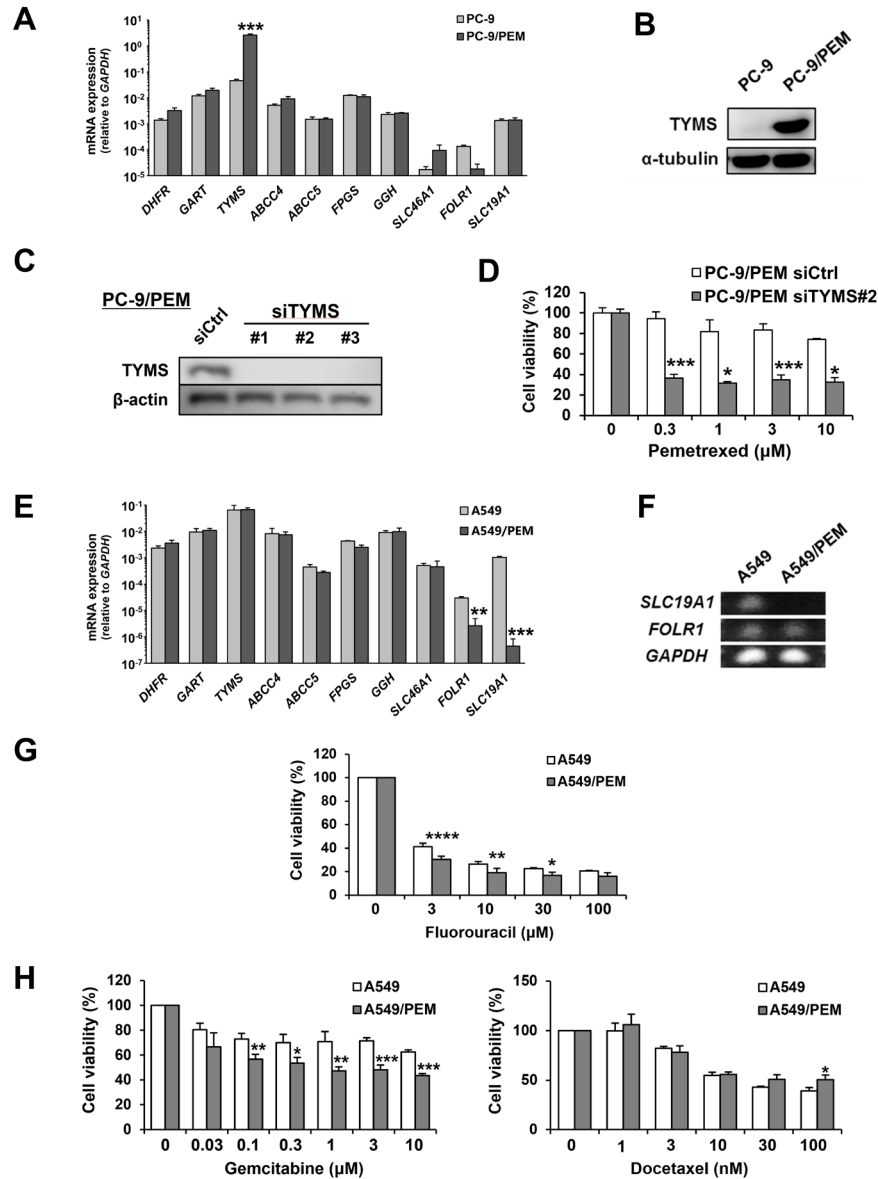 A
PC-9
PC-9/PEM
mRNA expression
(relative to GAPDH)
10¹
10⁰
10⁻¹
10⁻²
10⁻³
10⁻⁴
10⁻⁵
***
DHFR
GART
TYMS
ABCC4
ABCC5
FPGS
GGH
SLC46A1
FOLR1
SLC19A1
B
PC-9
PC-9/PEM
TYMS
α-tubulin
C
PC-9/PEM
siCtrl
siTYMS
#1 #2 #3
TYMS
β-actin
D
PC-9/PEM siCtrl
PC-9/PEM siTYMS#2
Cell viability (%)
120
100
80
60
40
20
0
*** * *** *
0 0.3 1 3 10
Pemetrexed (μM)
E
A549
A549/PEM
mRNA expression
(relative to GAPDH)
10⁻¹
10⁻²
10⁻³
10⁻⁴
10⁻⁵
10⁻⁶
10⁻⁷
**
***
DHFR
GART
TYMS
ABCC4
ABCC5
FPGS
GGH
SLC46A1
FOLR1
SLC19A1
F
A549
A549/PEM
SLC19A1
FOLR1
GAPDH
G
A549
A549/PEM
Cell viability (%)
120
100
80
60
40
20
0
**** ** *
0 3 10 30 100
Fluorouracil (μM)
H
A549
A549/PEM
Cell viability (%)
120
100
80
60
40
20
0
** * ** *** ***
0 0.03 0.1 0.3 1 3 10
Gemcitabine (μM)
A549
A549/PEM
Cell viability (%)
150
100
50
0
*
0 1 3 10 30 100
Docetaxel (nM)